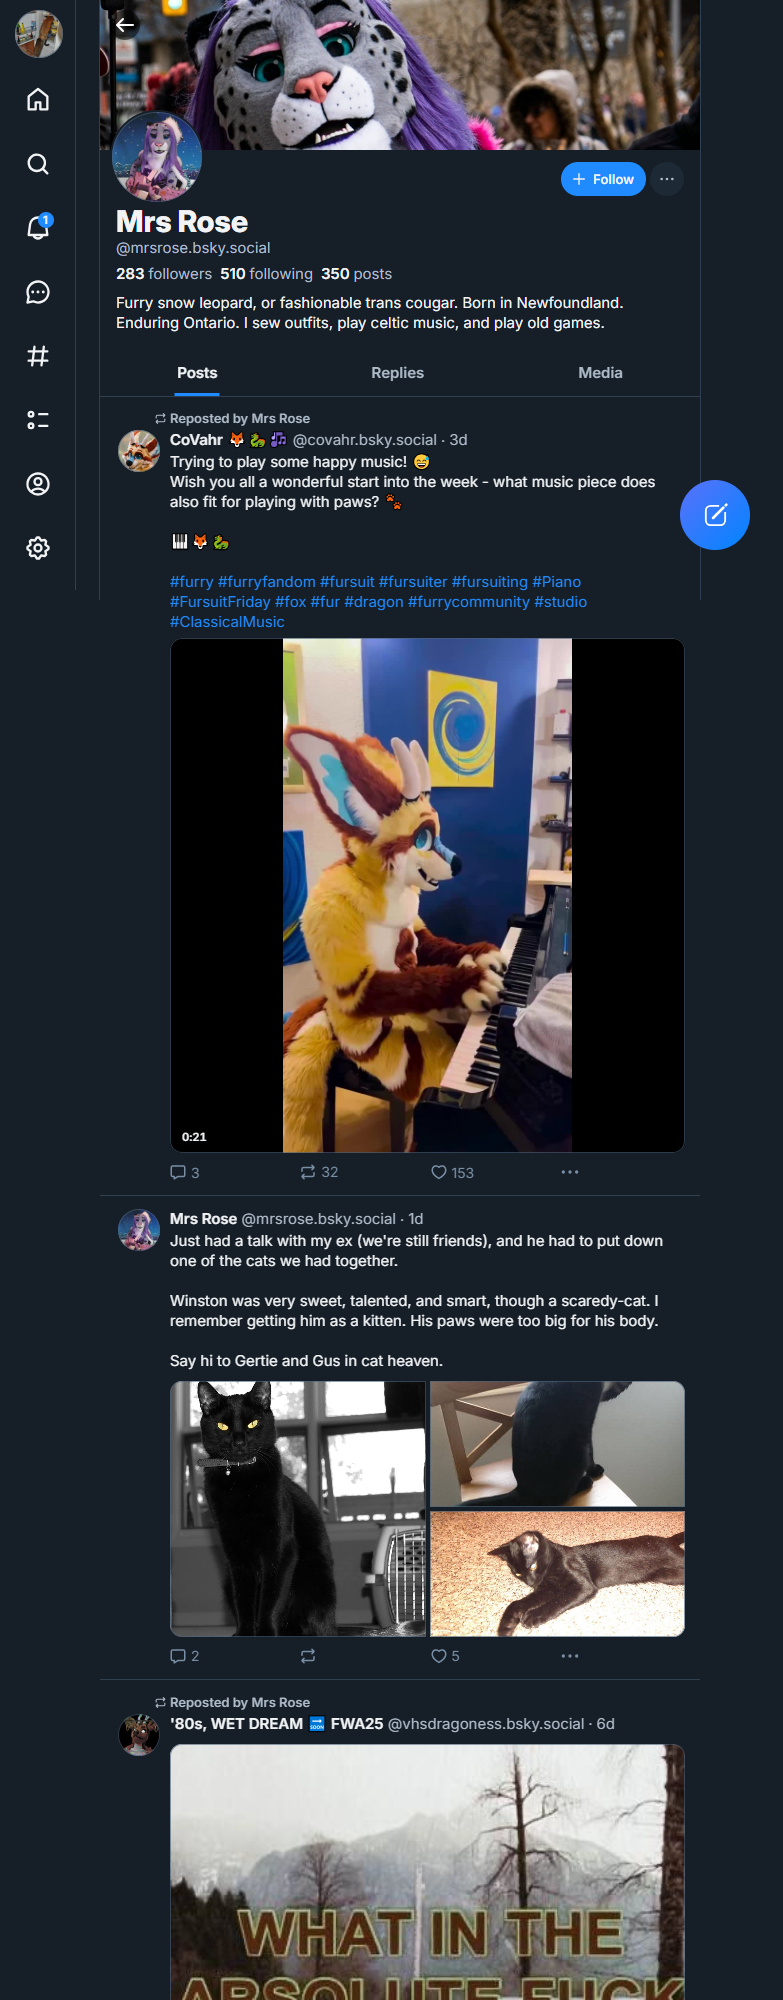 1
Follow
Mrs Rose
@mrsrose.bsky.social
283 followers 510 following 350 posts
Furry snow leopard, or fashionable trans cougar. Born in Newfoundland.
Enduring Ontario. I sew outfits, play celtic music, and play old games.
Posts Replies Media
Reposted by Mrs Rose
CoVahr 🦊 🐉 🎶 @covahr.bsky.social · 3d
Trying to play some happy music! 😅
Wish you all a wonderful start into the week - what music piece does
also fit for playing with paws? 🐾
🎹 🦊 🐉
#furry #furryfandom #fursuit #fursuiter #fursuiting #Piano
#FursuitFriday #fox #fur #dragon #furrycommunity #studio
#ClassicalMusic
0:21
3 32 153
Mrs Rose @mrsrose.bsky.social · 1d
Just had a talk with my ex (we're still friends), and he had to put down
one of the cats we had together.
Winston was very sweet, talented, and smart, though a scaredy-cat. I
remember getting him as a kitten. His paws were too big for his body.
Say hi to Gertie and Gus in cat heaven.
2 5
Reposted by Mrs Rose
'80s, WET DREAM 🔜 FWA25 @vhsdragoness.bsky.social · 6d
WHAT IN THE
ABSOLUTE FUCK